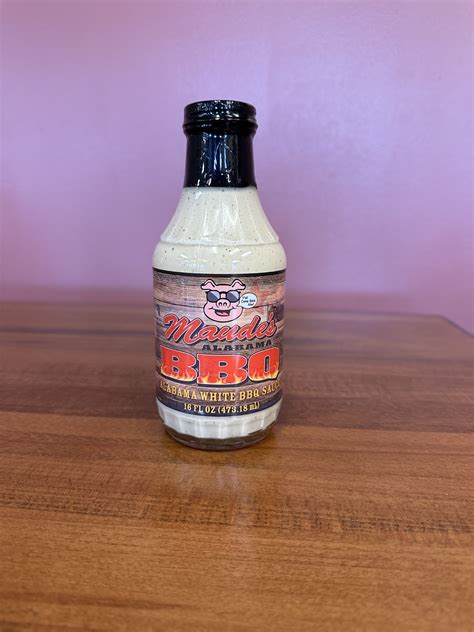 Maude's
ALABAMA
BBQ
ALABAMA WHITE BBQ SAUCE
16 FL OZ (473.18 mL)